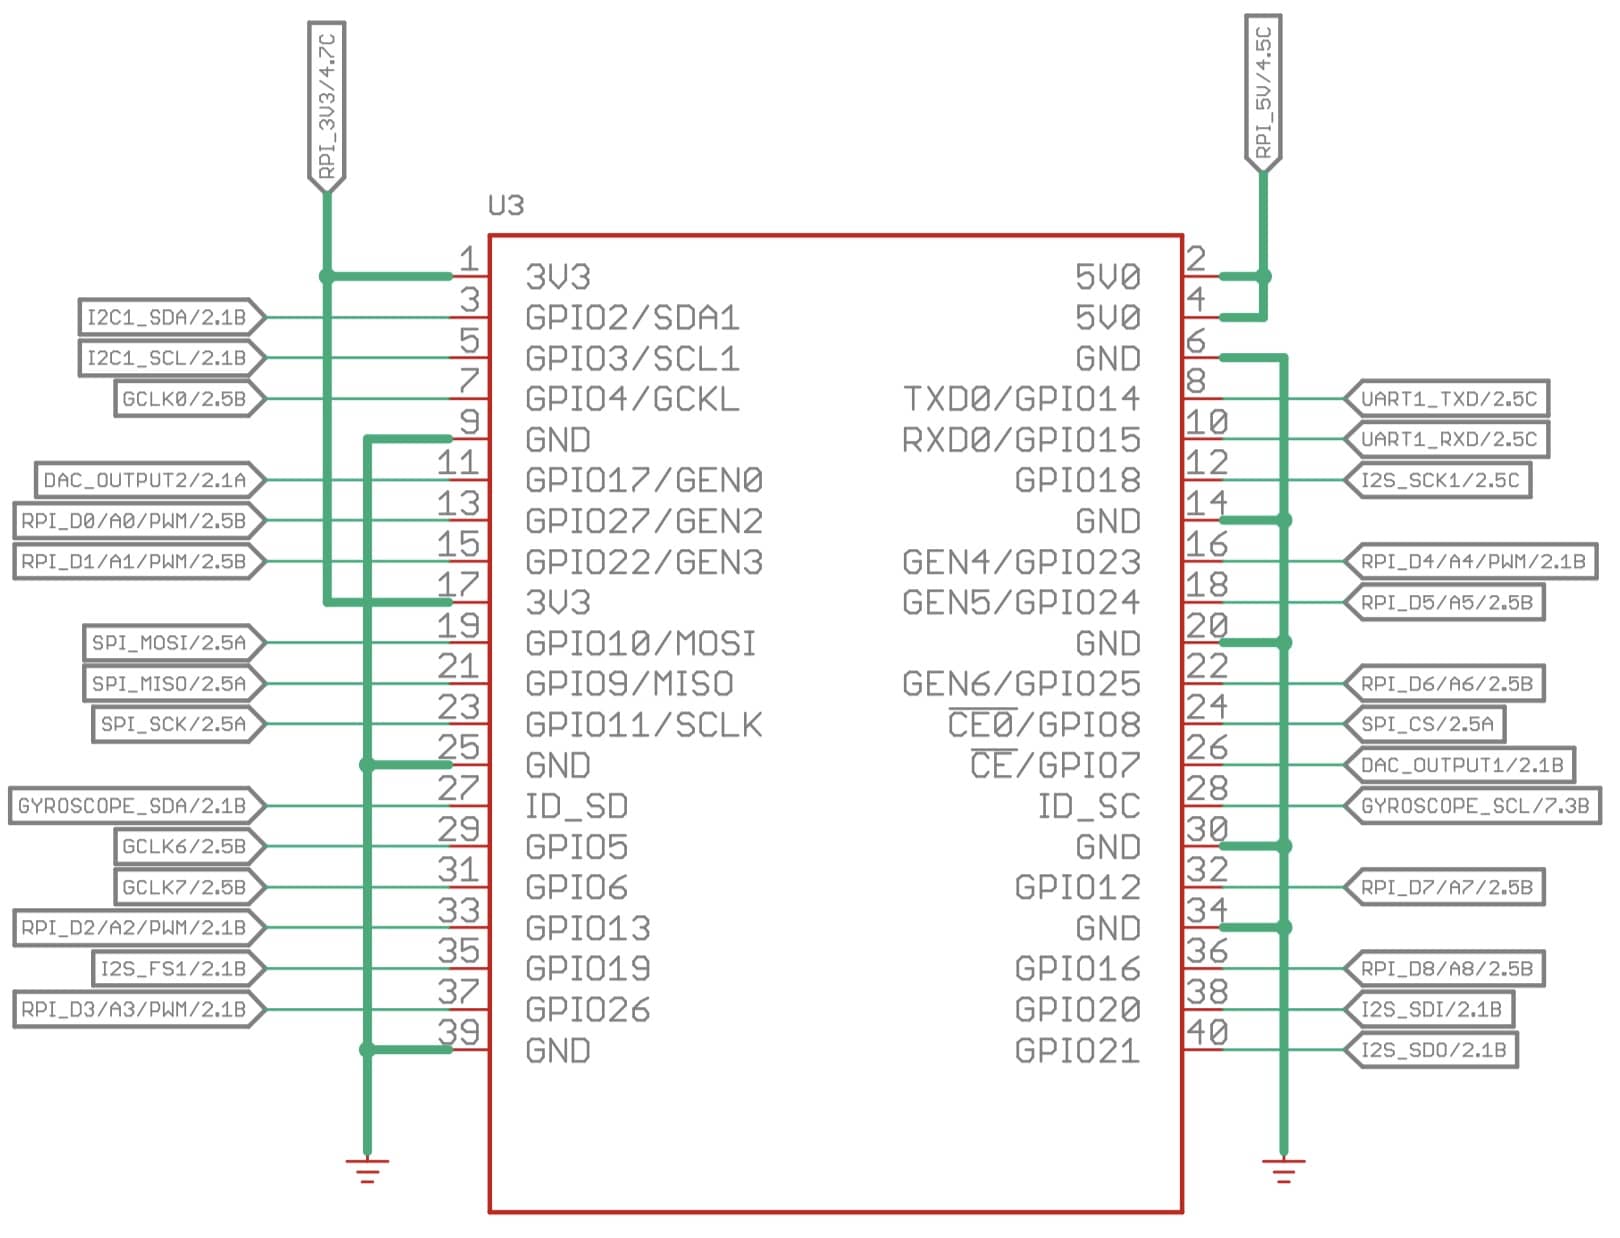 RPI_3V3/4.7C
RPI_5V/4.5C
U3
1 3V3 5V0 2
I2C1_SDA/2.1B 3 GPIO2/SDA1 5V0 4
I2C1_SCL/2.1B 5 GPIO3/SCL1 GND 6
GCLK0/2.5B 7 GPIO4/GCKL TXD0/GPIO14 8 UART1_TXD/2.5C
9 GND RXD0/GPIO15 10 UART1_RXD/2.5C
DAC_OUTPUT2/2.1A 11 GPIO17/GEN0 GPIO18 12 I2S_SCK1/2.5C
RPI_D0/A0/PWM/2.5B 13 GPIO27/GEN2 GND 14
RPI_D1/A1/PWM/2.5B 15 GPIO22/GEN3 GEN4/GPIO23 16 RPI_D4/A4/PWM/2.1B
17 3V3 GEN5/GPIO24 18 RPI_D5/A5/2.5B
SPI_MOSI/2.5A 19 GPIO10/MOSI GND 20
SPI_MISO/2.5A 21 GPIO9/MISO GEN6/GPIO25 22 RPI_D6/A6/2.5B
SPI_SCK/2.5A 23 GPIO11/SCLK CE0/GPIO8 24 SPI_CS/2.5A
25 GND CE/GPIO7 26 DAC_OUTPUT1/2.1B
GYROSCOPE_SDA/2.1B 27 ID_SD ID_SC 28 GYROSCOPE_SCL/7.3B
GCLK6/2.5B 29 GPIO5 GND 30
GCLK7/2.5B 31 GPIO6 GPIO12 32 RPI_D7/A7/2.5B
RPI_D2/A2/PWM/2.1B 33 GPIO13 GND 34
I2S_FS1/2.1B 35 GPIO19 GPIO16 36 RPI_D8/A8/2.5B
RPI_D3/A3/PWM/2.1B 37 GPIO26 GPIO20 38 I2S_SDI/2.1B
39 GND GPIO21 40 I2S_SDO/2.1B